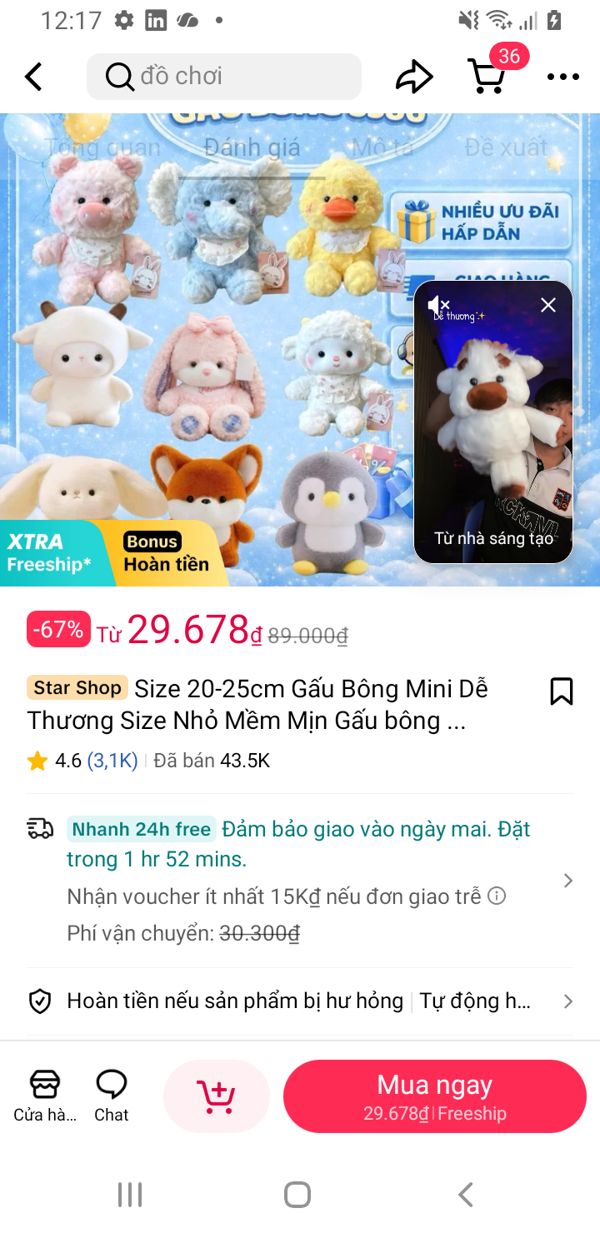 12:17
36
đồ chơi
Tổng quan Đánh giá Mô tả Đề xuất
NHIỀU ƯU ĐÃI
HẤP DẪN
GIAO HÀNG
Dễ thương
Từ nhà sáng tạo
XTRA
Freeship*
Bonus
Hoàn tiền
-67% Từ 29.678₫ 89.000₫
Star Shop Size 20-25cm Gấu Bông Mini Dễ
Thương Size Nhỏ Mềm Mịn Gấu bông ...
4.6 (3,1K) Đã bán 43.5K
Nhanh 24h free Đảm bảo giao vào ngày mai. Đặt
trong 1 hr 52 mins.
Nhận voucher ít nhất 15K₫ nếu đơn giao trễ
Phí vận chuyển: 30.300₫
Hoàn tiền nếu sản phẩm bị hư hỏng Tự động h...
Cửa hà... Chat
Mua ngay
29.678₫ Freeship